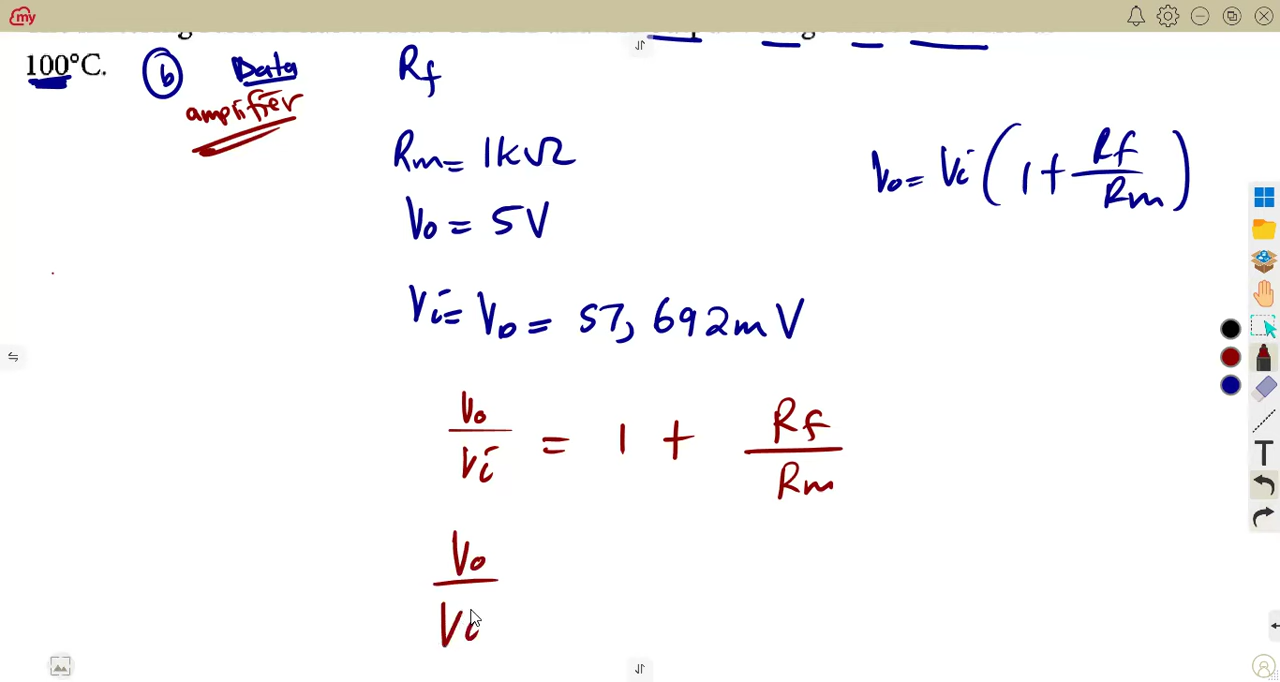 my
100°C.
b
Data
amplifier
Rf
Rm = 1kΩ
Vo = 5V
Vi = Vo = 57,692mV
Vo = Vi ( 1 + Rf / Rm )
Vo / Vi = 1 + Rf / Rm
Vo / Vi
T